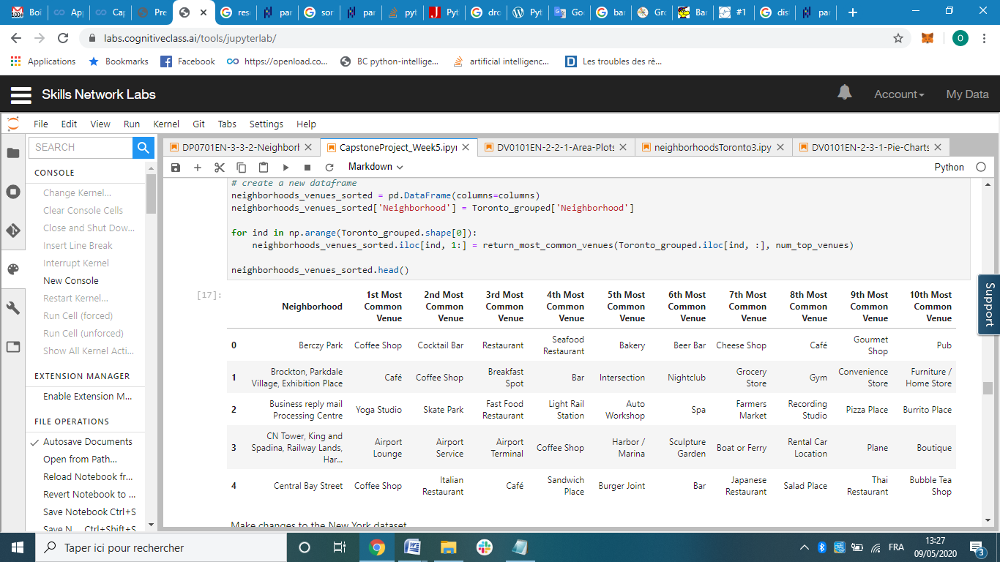 Boî
Ap
Ca
Pre
res
par
sor
par
pyt
Pytl
dro
Pyt
Go
bar
Gro
Bar
#1
dis
par
labs.cognitiveclass.ai/tools/jupyterlab/
O
Applications
Bookmarks
Facebook
https://openload.co...
BC python-intellige...
artificial intelligenc...
Les troubles des rè...
Skills Network Labs
Account
My Data
File Edit View Run Kernel Git Tabs Settings Help
SEARCH
DP0701EN-3-3-2-Neighborh
CapstoneProject_Week5.ipyn
DV0101EN-2-2-1-Area-Plots
neighborhoodsToronto3.ipy
DV0101EN-2-3-1-Pie-Charts
Markdown
Python
CONSOLE
Change Kernel...
Clear Console Cells
Close and Shut Dow...
Insert Line Break
Interrupt Kernel
New Console
Restart Kernel...
Run Cell (forced)
Run Cell (unforced)
Show All Kernel Acti...
EXTENSION MANAGER
Enable Extension M...
FILE OPERATIONS
Autosave Documents
Open from Path...
Reload Notebook fr...
Revert Notebook to ...
Save Notebook Ctrl+S
Save N... Ctrl+Shift+S
# create a new dataframe
neighborhoods_venues_sorted = pd.DataFrame(columns=columns)
neighborhoods_venues_sorted['Neighborhood'] = Toronto_grouped['Neighborhood']
for ind in np.arange(Toronto_grouped.shape[0]):
neighborhoods_venues_sorted.iloc[ind, 1:] = return_most_common_venues(Toronto_grouped.iloc[ind, :], num_top_venues)
neighborhoods_venues_sorted.head()
[17]:
Neighborhood 1st Most Common Venue 2nd Most Common Venue 3rd Most Common Venue 4th Most Common Venue 5th Most Common Venue 6th Most Common Venue 7th Most Common Venue 8th Most Common Venue 9th Most Common Venue 10th Most Common Venue
0 Berczy Park Coffee Shop Cocktail Bar Restaurant Seafood Restaurant Bakery Beer Bar Cheese Shop Café Gourmet Shop Pub
1 Brockton, Parkdale Village, Exhibition Place Café Coffee Shop Breakfast Spot Bar Intersection Nightclub Grocery Store Gym Convenience Store Furniture / Home Store
2 Business reply mail Processing Centre Yoga Studio Skate Park Fast Food Restaurant Light Rail Station Auto Workshop Spa Farmers Market Recording Studio Pizza Place Burrito Place
3 CN Tower, King and Spadina, Railway Lands, Har... Airport Lounge Airport Service Airport Terminal Coffee Shop Harbor / Marina Sculpture Garden Boat or Ferry Rental Car Location Plane Boutique
4 Central Bay Street Coffee Shop Italian Restaurant Café Sandwich Place Burger Joint Bar Japanese Restaurant Salad Place Thai Restaurant Bubble Tea Shop
Make changes to the New York dataset
Support
Taper ici pour rechercher
FRA
13:27
09/05/2020
3